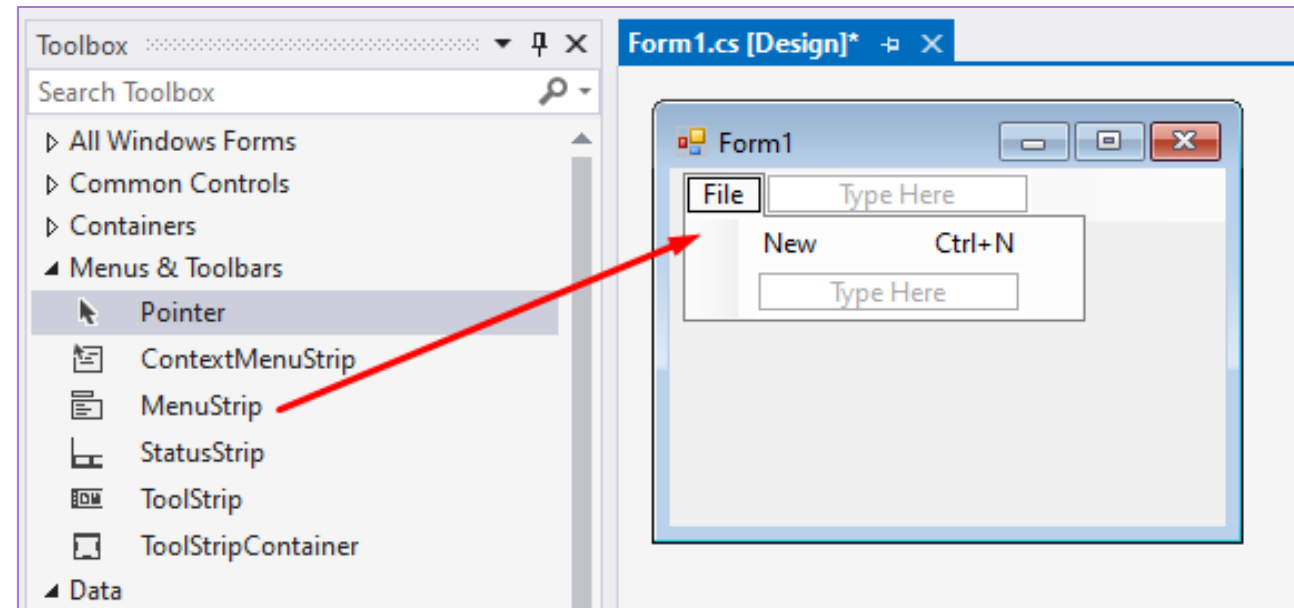 Toolbox
Search Toolbox
All Windows Forms
Common Controls
Containers
Menus & Toolbars
Pointer
ContextMenuStrip
MenuStrip
StatusStrip
ToolStrip
ToolStripContainer
Data
Form1.cs [Design]*
Form1
File Type Here
New Ctrl+N
Type Here